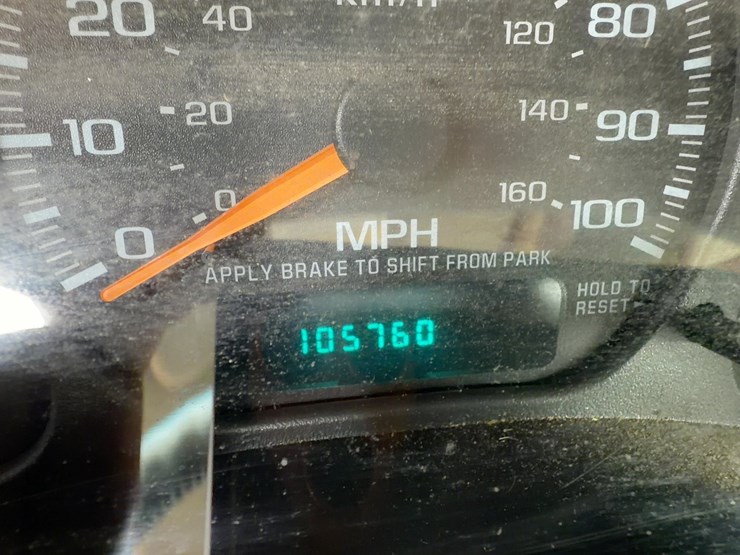 20 40 km/h 120 80
10 20 140 90
0 0 160 100
MPH
APPLY BRAKE TO SHIFT FROM PARK
HOLD TO
RESET
105760